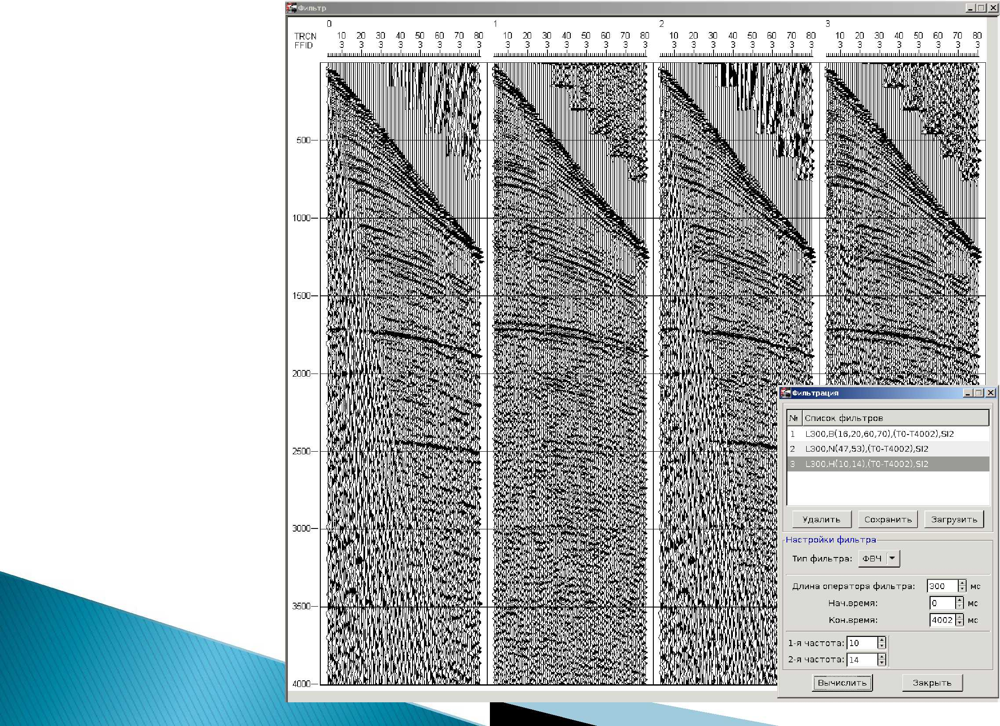 Фильтр
0 1 2 3
TRCN 10 20 30 40 50 60 70 80 10 20 30 40 50 60 70 80 10 20 30 40 50 60 70 80 10 20 30 40 50 60 70 80
FFID 3 3 3 3 3 3 3 3 3 3 3 3 3 3 3 3 3 3 3 3 3 3 3 3 3 3 3 3 3 3 3 3
500
1000
1500
2000
2500
3000
3500
4000
Фильтрация
№ Список фильтров
1 L300,B(16,20,60,70),(T0-T4002),SI2
2 L300,N(47,53),(T0-T4002),SI2
3 L300,H(10,14),(T0-T4002),SI2
Удалить Сохранить Загрузить
Настройки фильтра
Тип фильтра: ФВЧ
Длина оператора фильтра: 300 мс
Нач.время: 0 мс
Кон.время: 4002 мс
1-я частота: 10
2-я частота: 14
Вычислить Закрыть